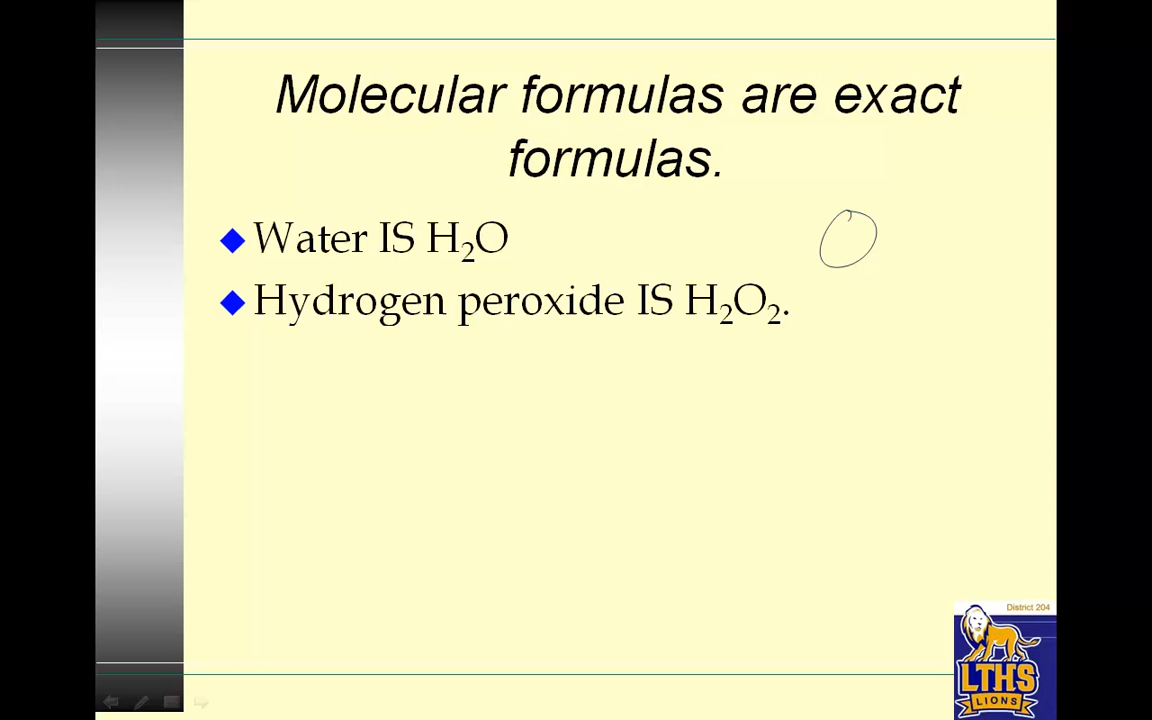 Molecular formulas are exact
formulas.
Water IS H₂O
Hydrogen peroxide IS H₂O₂.
District 204
LTHS
LIONS